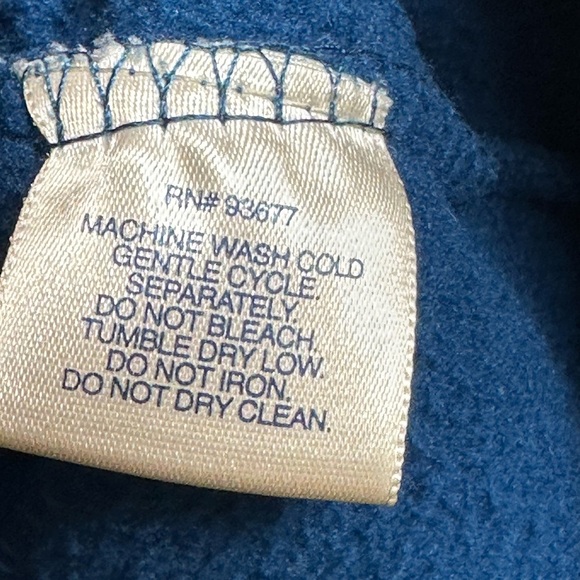 RN# 93677
MACHINE WASH COLD
GENTLE CYCLE.
SEPARATELY.
DO NOT BLEACH.
TUMBLE DRY LOW.
DO NOT IRON.
DO NOT DRY CLEAN.